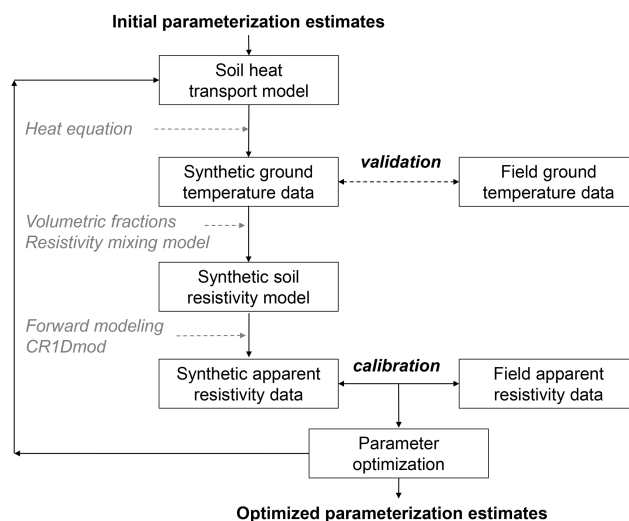 Initial parameterization estimates
Soil heat
transport model
Heat equation
Synthetic ground
temperature data
validation
Field ground
temperature data
Volumetric fractions
Resistivity mixing model
Synthetic soil
resistivity model
Forward modeling
CR1Dmod
Synthetic apparent
resistivity data
calibration
Field apparent
resistivity data
Parameter
optimization
Optimized parameterization estimates